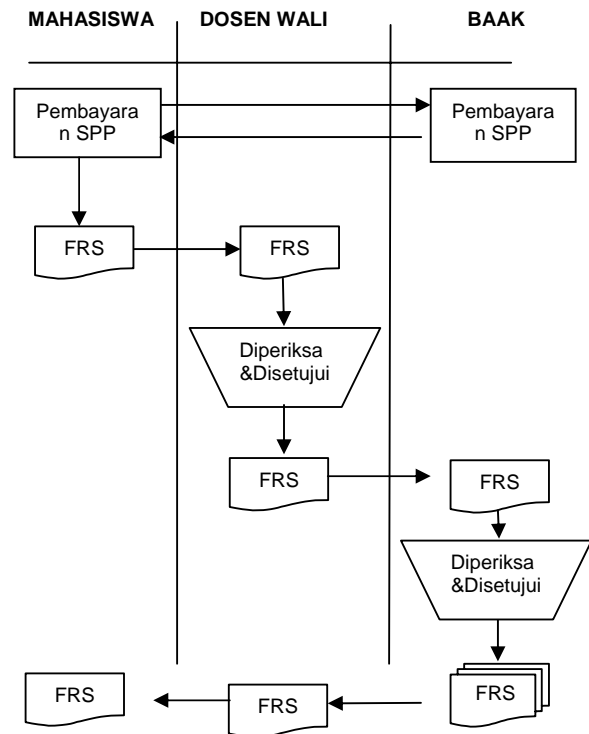 MAHASISWA DOSEN WALI BAAK
Pembayara
n SPP
Pembayara
n SPP
FRS
FRS
Diperiksa
&Disetujui
FRS
FRS
Diperiksa
&Disetujui
FRS
FRS
FRS